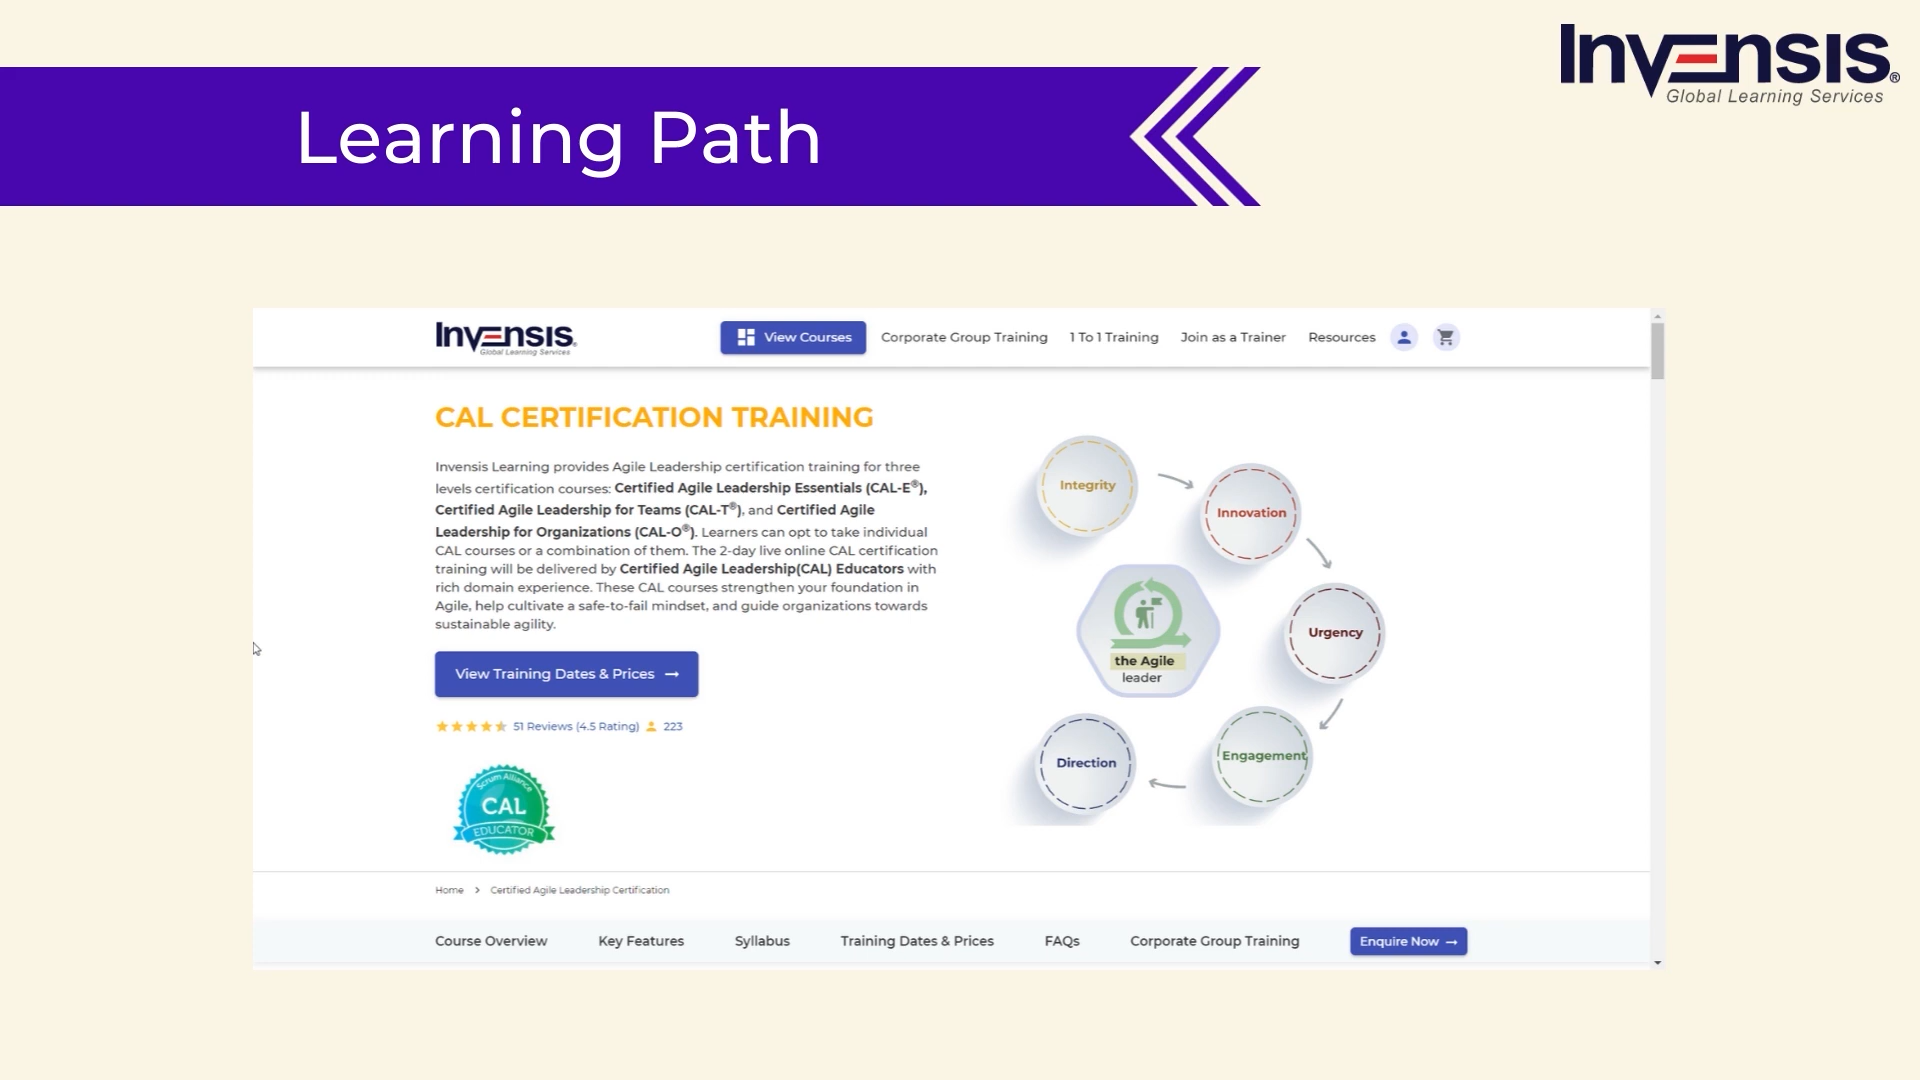 Invensis®
Global Learning Services
Learning Path
Invensis
Global Learning Services
View Courses
Corporate Group Training
1 To 1 Training
Join as a Trainer
Resources
CAL CERTIFICATION TRAINING
Invensis Learning provides Agile Leadership certification training for three
levels certification courses: Certified Agile Leadership Essentials (CAL-E®),
Certified Agile Leadership for Teams (CAL-T®), and Certified Agile
Leadership for Organizations (CAL-O®). Learners can opt to take individual
CAL courses or a combination of them. The 2-day live online CAL certification
training will be delivered by Certified Agile Leadership(CAL) Educators with
rich domain experience. These CAL courses strengthen your foundation in
Agile, help cultivate a safe-to-fail mindset, and guide organizations towards
sustainable agility.
View Training Dates & Prices →
51 Reviews (4.5 Rating) 223
Scrum Alliance
CAL
EDUCATOR
Integrity
Innovation
Urgency
Engagement
Direction
the Agile
leader
Home > Certified Agile Leadership Certification
Course Overview
Key Features
Syllabus
Training Dates & Prices
FAQs
Corporate Group Training
Enquire Now →